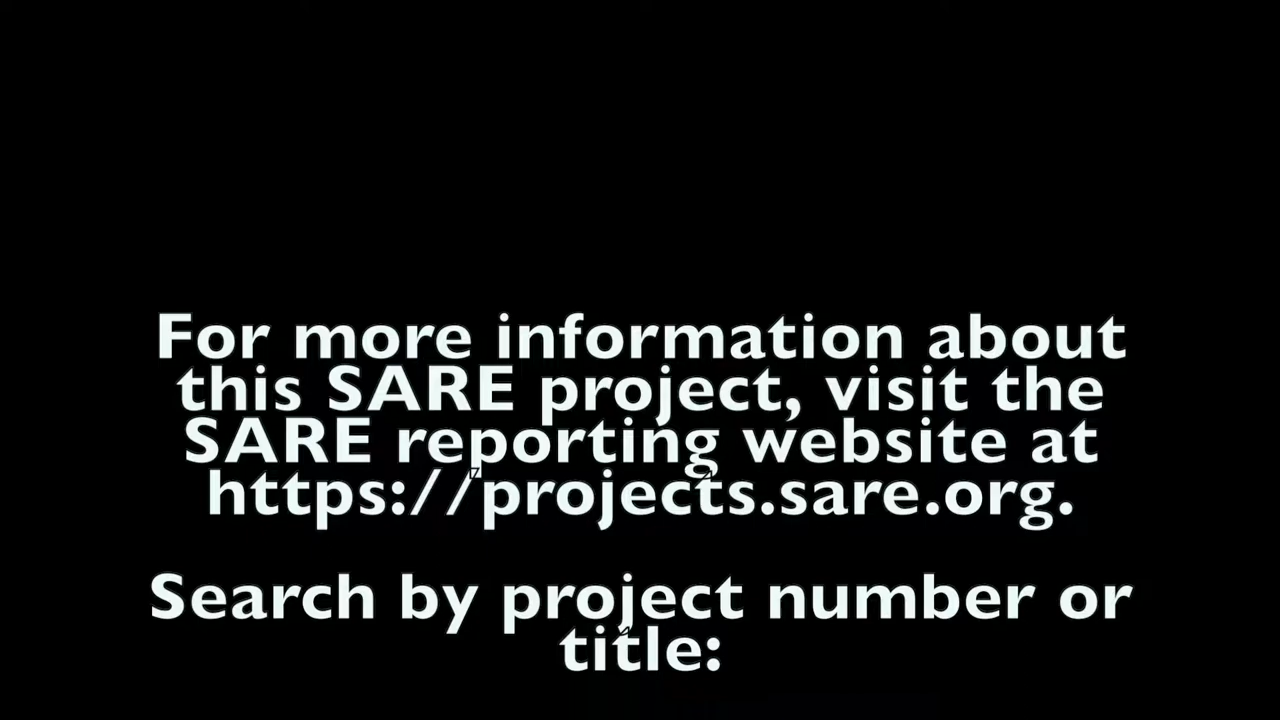 For more information about
this SARE project, visit the
SARE reporting website at
https://projects.sare.org.
Search by project number or
title: